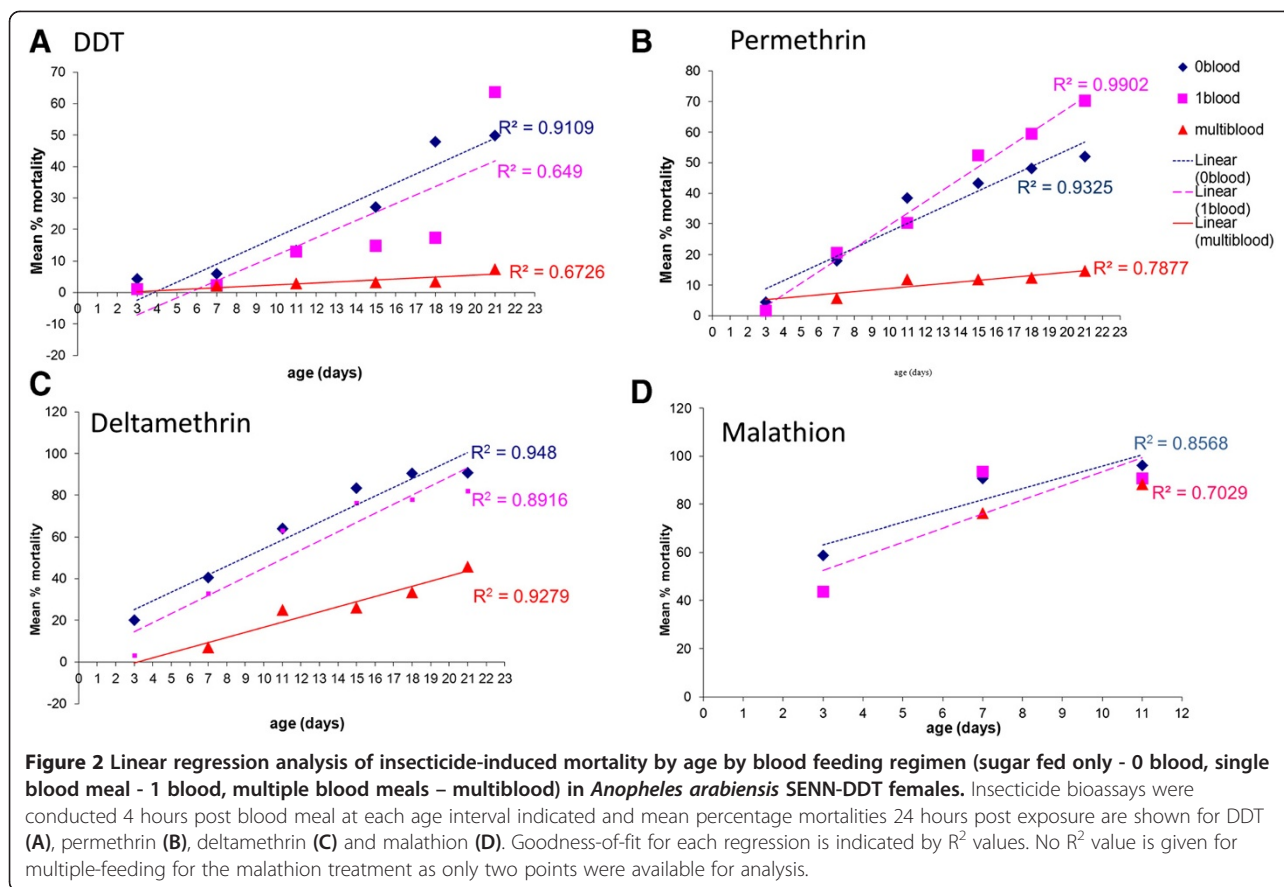 A DDT
70
60
50
40
30
20
10
0
-10
-20
Mean % mortality
0 1 2 3 4 5 6 7 8 9 10 11 12 13 14 15 16 17 18 19 20 21 22 23
age (days)
R² = 0.9109
R² = 0.649
R² = 0.6726
B Permethrin
80
70
60
50
40
30
20
10
0
Mean % mortality
0 1 2 3 4 5 6 7 8 9 10 11 12 13 14 15 16 17 18 19 20 21 22 23
age (days)
R² = 0.9902
R² = 0.9325
R² = 0.7877
0blood
1blood
multiblood
Linear
(0blood)
Linear
(1blood)
Linear
(multiblood)
C Deltamethrin
120
100
80
60
40
20
0
-20
Mean % mortality
0 1 2 3 4 5 6 7 8 9 10 11 12 13 14 15 16 17 18 19 20 21 22 23
age (days)
R² = 0.948
R² = 0.8916
R² = 0.9279
D Malathion
120
100
80
60
40
20
0
Mean % mortality
0 1 2 3 4 5 6 7 8 9 10 11 12
age (days)
R² = 0.8568
R² = 0.7029
Figure 2 Linear regression analysis of insecticide-induced mortality by age by blood feeding regimen (sugar fed only - 0 blood, single
blood meal - 1 blood, multiple blood meals – multiblood) in Anopheles arabiensis SENN-DDT females. Insecticide bioassays were
conducted 4 hours post blood meal at each age interval indicated and mean percentage mortalities 24 hours post exposure are shown for DDT
(A), permethrin (B), deltamethrin (C) and malathion (D). Goodness-of-fit for each regression is indicated by R² values. No R² value is given for
multiple-feeding for the malathion treatment as only two points were available for analysis.